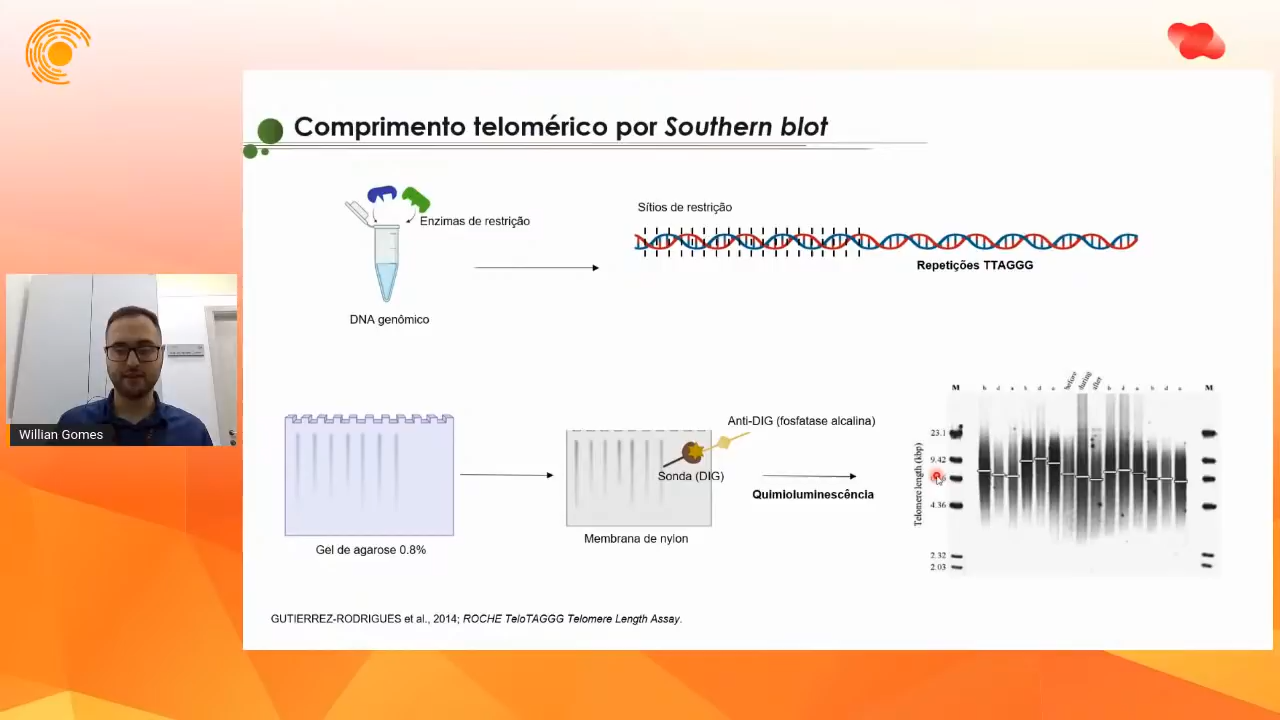 Comprimento telomérico por Southern blot
Enzimas de restrição
DNA genômico
Sítios de restrição
Repetições TTAGGG
Willian Gomes
Gel de agarose 0.8%
Membrana de nylon
Sonda (DIG)
Anti-DIG (fosfatase alcalina)
Quimioluminescência
before
during
after
M
M
Telomere length (kbp)
23.1
9.42
4.36
2.32
2.03
GUTIERREZ-RODRIGUES et al., 2014; ROCHE TeloTAGGG Telomere Length Assay.